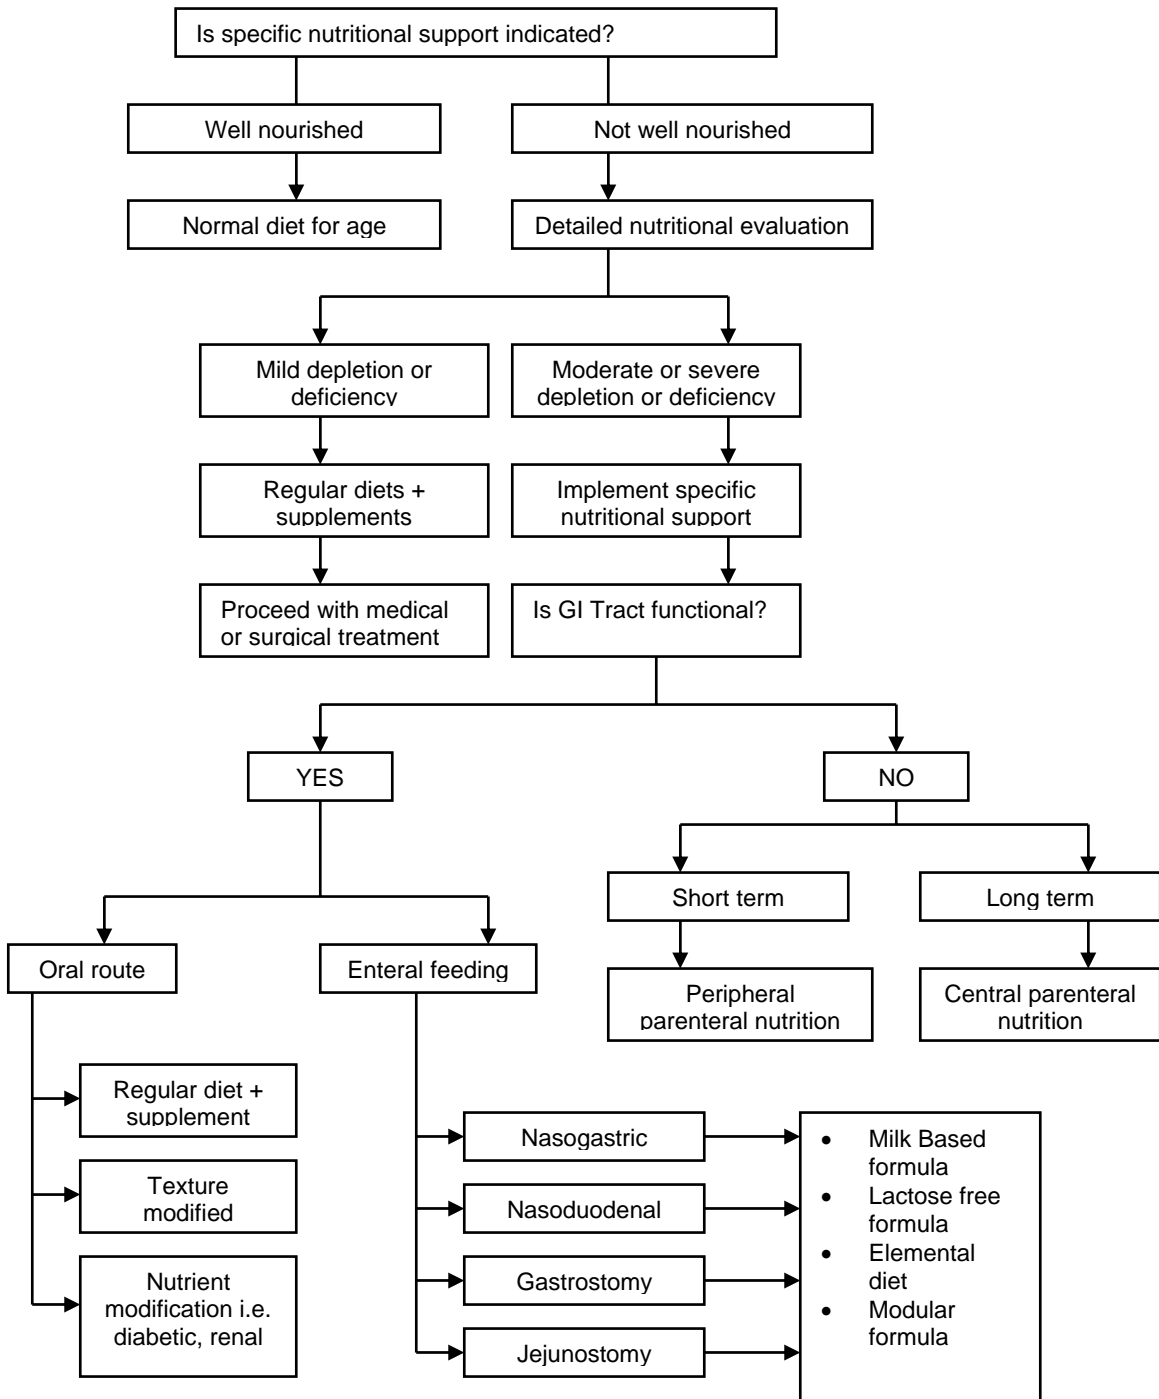 Is specific nutritional support indicated?
Well nourished
Not well nourished
Normal diet for age
Detailed nutritional evaluation
Mild depletion or
deficiency
Moderate or severe
depletion or deficiency
Regular diets +
supplements
Implement specific
nutritional support
Proceed with medical
or surgical treatment
Is GI Tract functional?
YES
NO
Short term
Long term
Oral route
Enteral feeding
Peripheral
parenteral nutrition
Central parenteral
nutrition
Regular diet +
supplement
Texture
modified
Nutrient
modification i.e.
diabetic, renal
Nasogastric
Nasoduodenal
Gastrostomy
Jejunostomy
• Milk Based
formula
• Lactose free
formula
• Elemental
diet
• Modular
formula